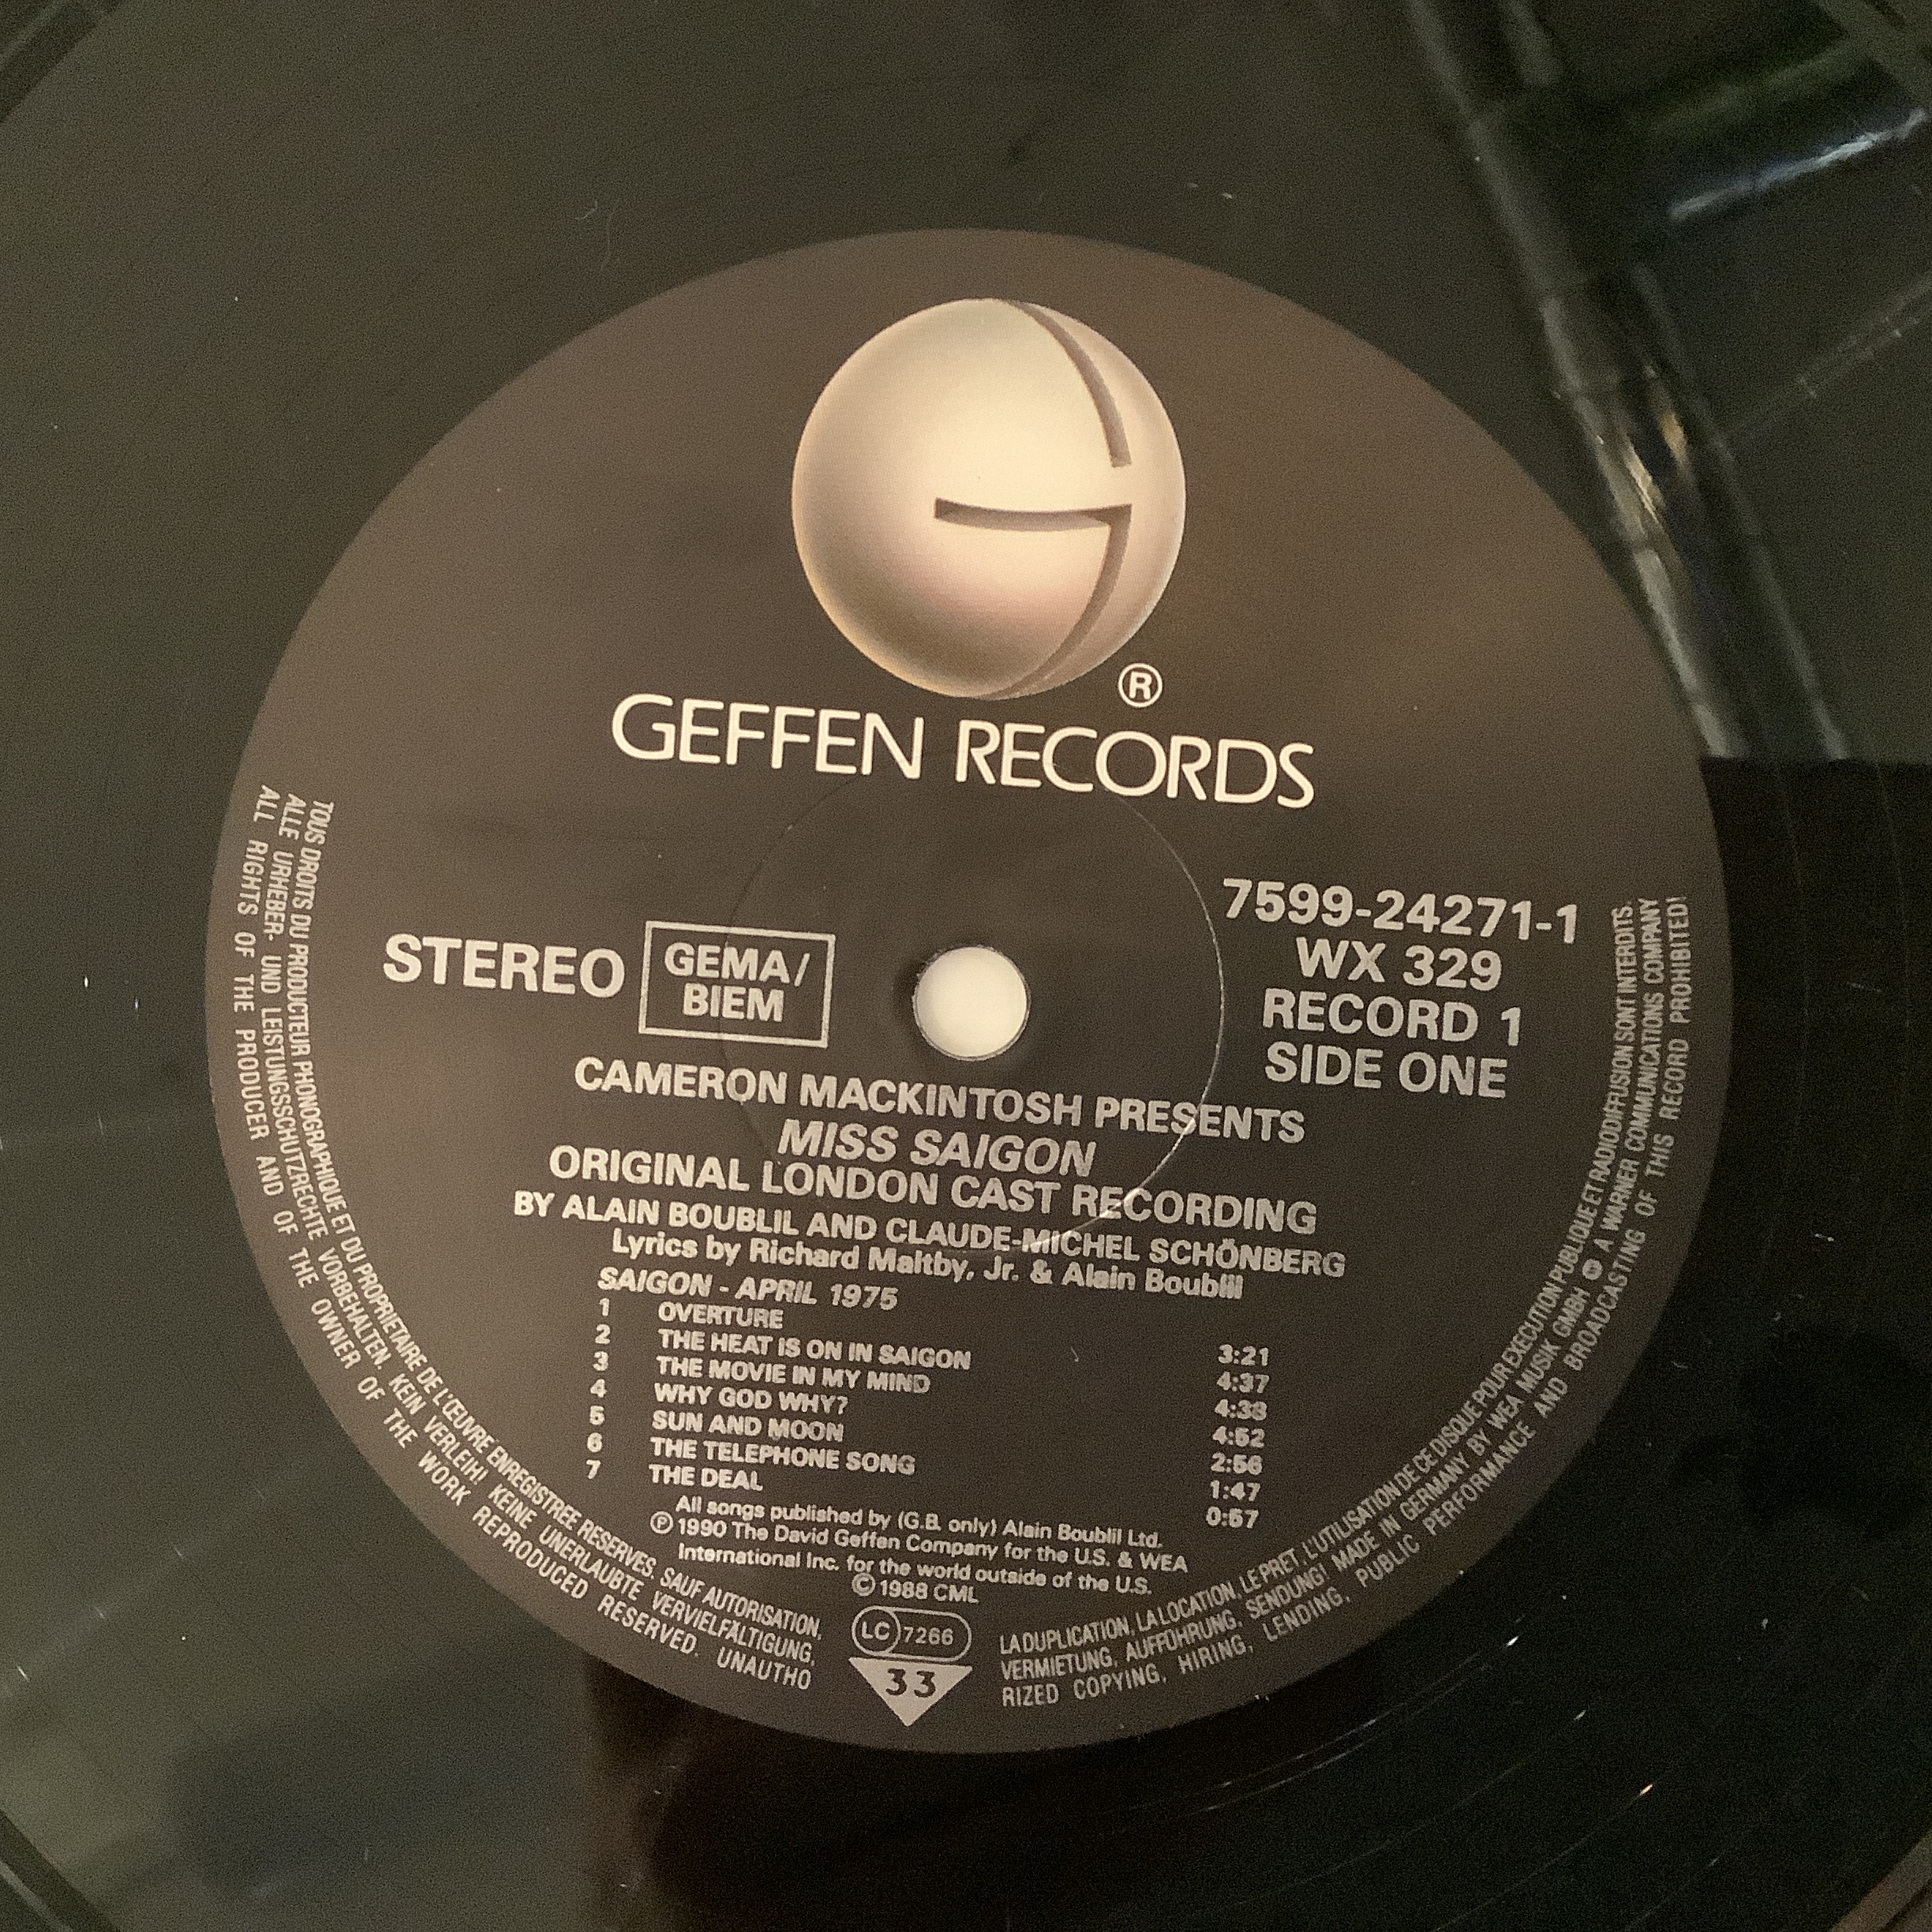 ®
GEFFEN RECORDS
STEREO
GEMA/
BIEM
7599-24271-1
WX 329
RECORD 1
SIDE ONE
CAMERON MACKINTOSH PRESENTS
MISS SAIGON
ORIGINAL LONDON CAST RECORDING
BY ALAIN BOUBLIL AND CLAUDE-MICHEL SCHÖNBERG
Lyrics by Richard Maltby, Jr. & Alain Boublil
SAIGON - APRIL 1975
1 OVERTURE 3:21
2 THE HEAT IS ON IN SAIGON 4:37
3 THE MOVIE IN MY MIND 4:38
4 WHY GOD WHY? 4:52
5 SUN AND MOON 2:56
6 THE TELEPHONE SONG 1:47
7 THE DEAL 0:57
All songs published by (G.B. only) Alain Boublil Ltd.
Ⓟ 1990 The David Geffen Company for the U.S. & WEA
International Inc. for the world outside of the U.S.
© 1988 CML
LC 7266
33
TOUS DROITS DU PRODUCTEUR PHONOGRAPHIQUE ET DU PROPRIETAIRE DE L'ŒUVRE ENREGISTREE RESERVES. SAUF AUTORISATION, LA DUPLICATION, LA LOCATION, LE PRET, L'UTILISATION DE CE DISQUE POUR EXECUTION PUBLIQUE ET RADIODIFFUSION SONT INTERDITS.
ALLE URHEBER- UND LEISTUNGSSCHUTZRECHTE VORBEHALTEN. KEIN VERLEIH! KEINE UNERLAUBTE VERVIELFÄLTIGUNG, VERMIETUNG, AUFFÜHRUNG, SENDUNG! MADE IN GERMANY BY WEA MUSIK GMBH A WARNER COMMUNICATIONS COMPANY
ALL RIGHTS OF THE PRODUCER AND OF THE OWNER OF THE WORK REPRODUCED RESERVED. UNAUTHORIZED COPYING, HIRING, LENDING, PUBLIC PERFORMANCE AND BROADCASTING OF THIS RECORD PROHIBITED!